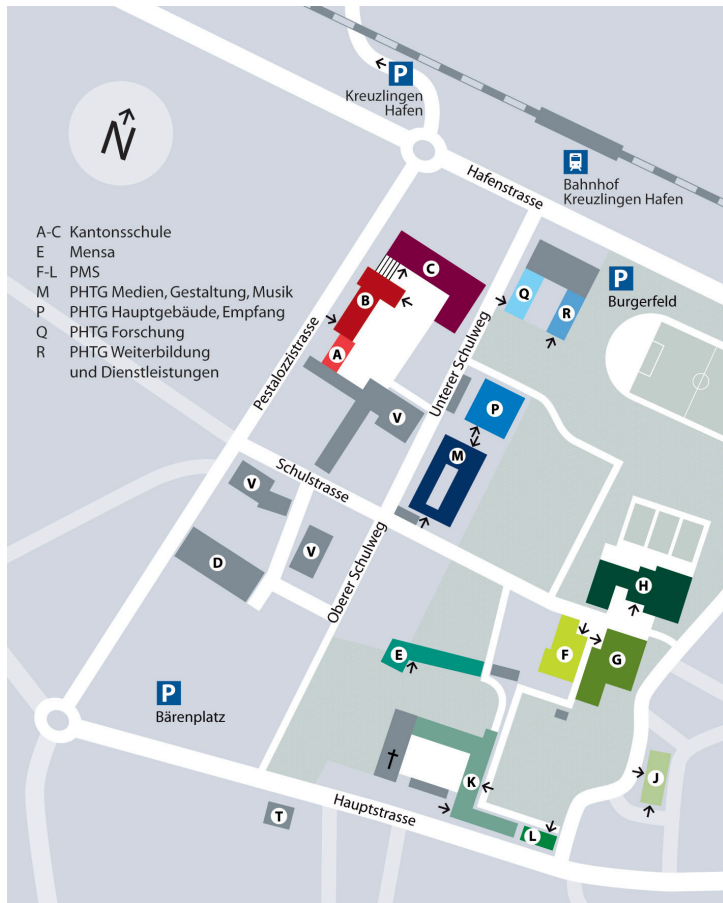 P
Kreuzlingen
Hafen
N
Hafenstrasse
Bahnhof
Kreuzlingen Hafen
A-C Kantonsschule
E Mensa
F-L PMS
M PHTG Medien, Gestaltung, Musik
P PHTG Hauptgebäude, Empfang
Q PHTG Forschung
R PHTG Weiterbildung
und Dienstleistungen
C
B
A
Q
R
P
Burgerfeld
Pestalozzistrasse
Unterer Schulweg
P
V
M
Schulstrasse
V
D
V
Oberer Schulweg
H
E
F
G
P
Bärenplatz
K
J
Hauptstrasse
T
L